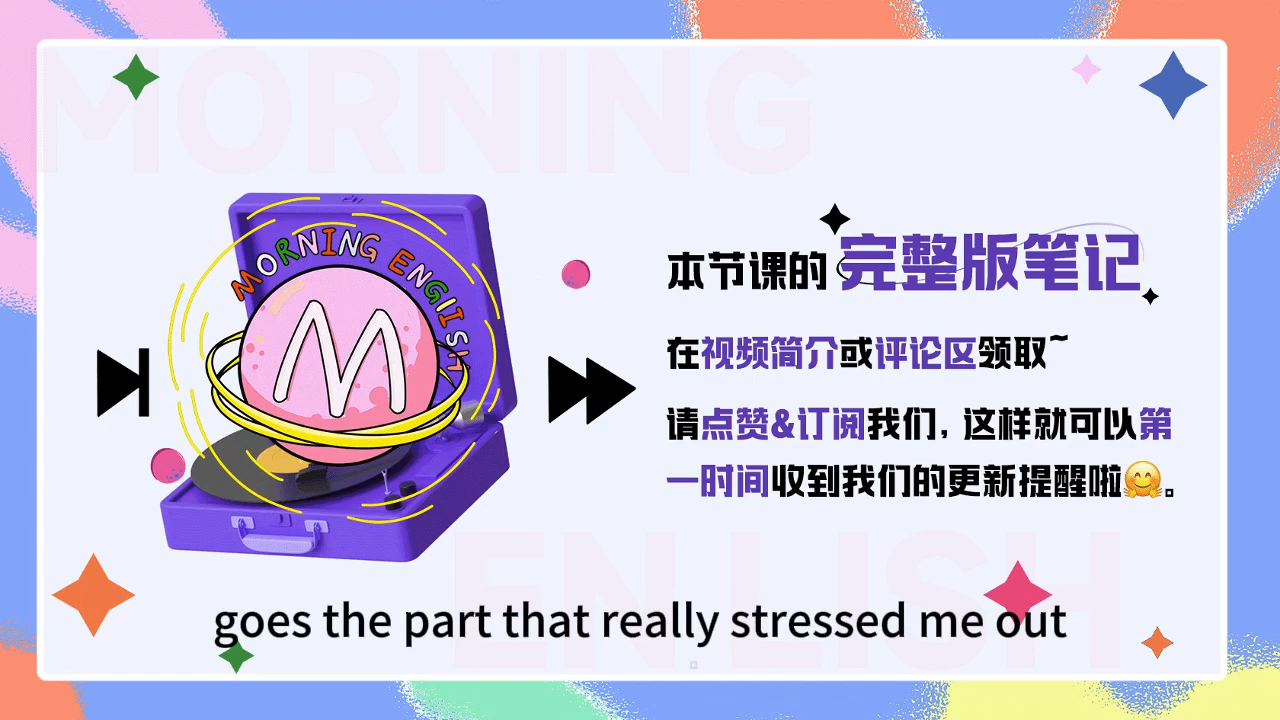 MORNING
MORNING ENGLISH
M
本节课的 完整版笔记
在视频简介或评论区领取~
请点赞&订阅我们, 这样就可以第
一时间收到我们的更新提醒啦🤗。
EN LISH
goes the part that really stressed me out